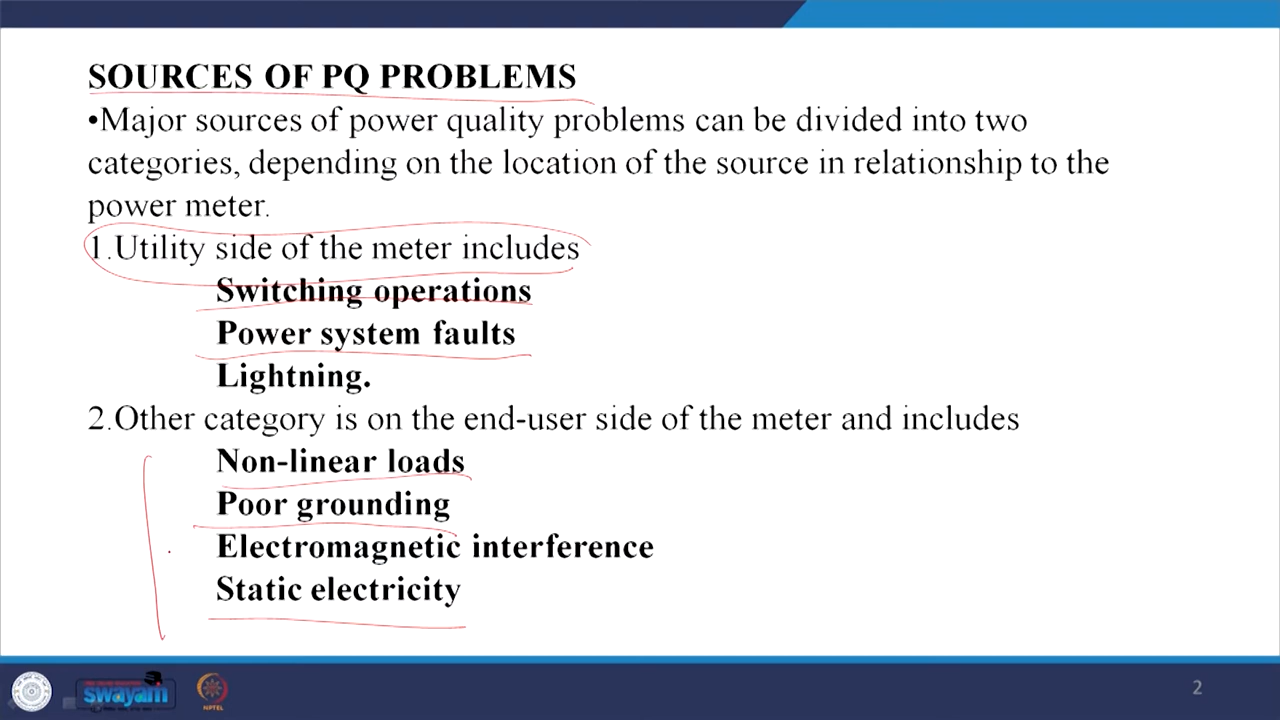 SOURCES OF PQ PROBLEMS
•Major sources of power quality problems can be divided into two
categories, depending on the location of the source in relationship to the
power meter.
1.Utility side of the meter includes
Switching operations
Power system faults
Lightning.
2.Other category is on the end-user side of the meter and includes
Non-linear loads
Poor grounding
Electromagnetic interference
Static electricity
swayam
NPTEL
2